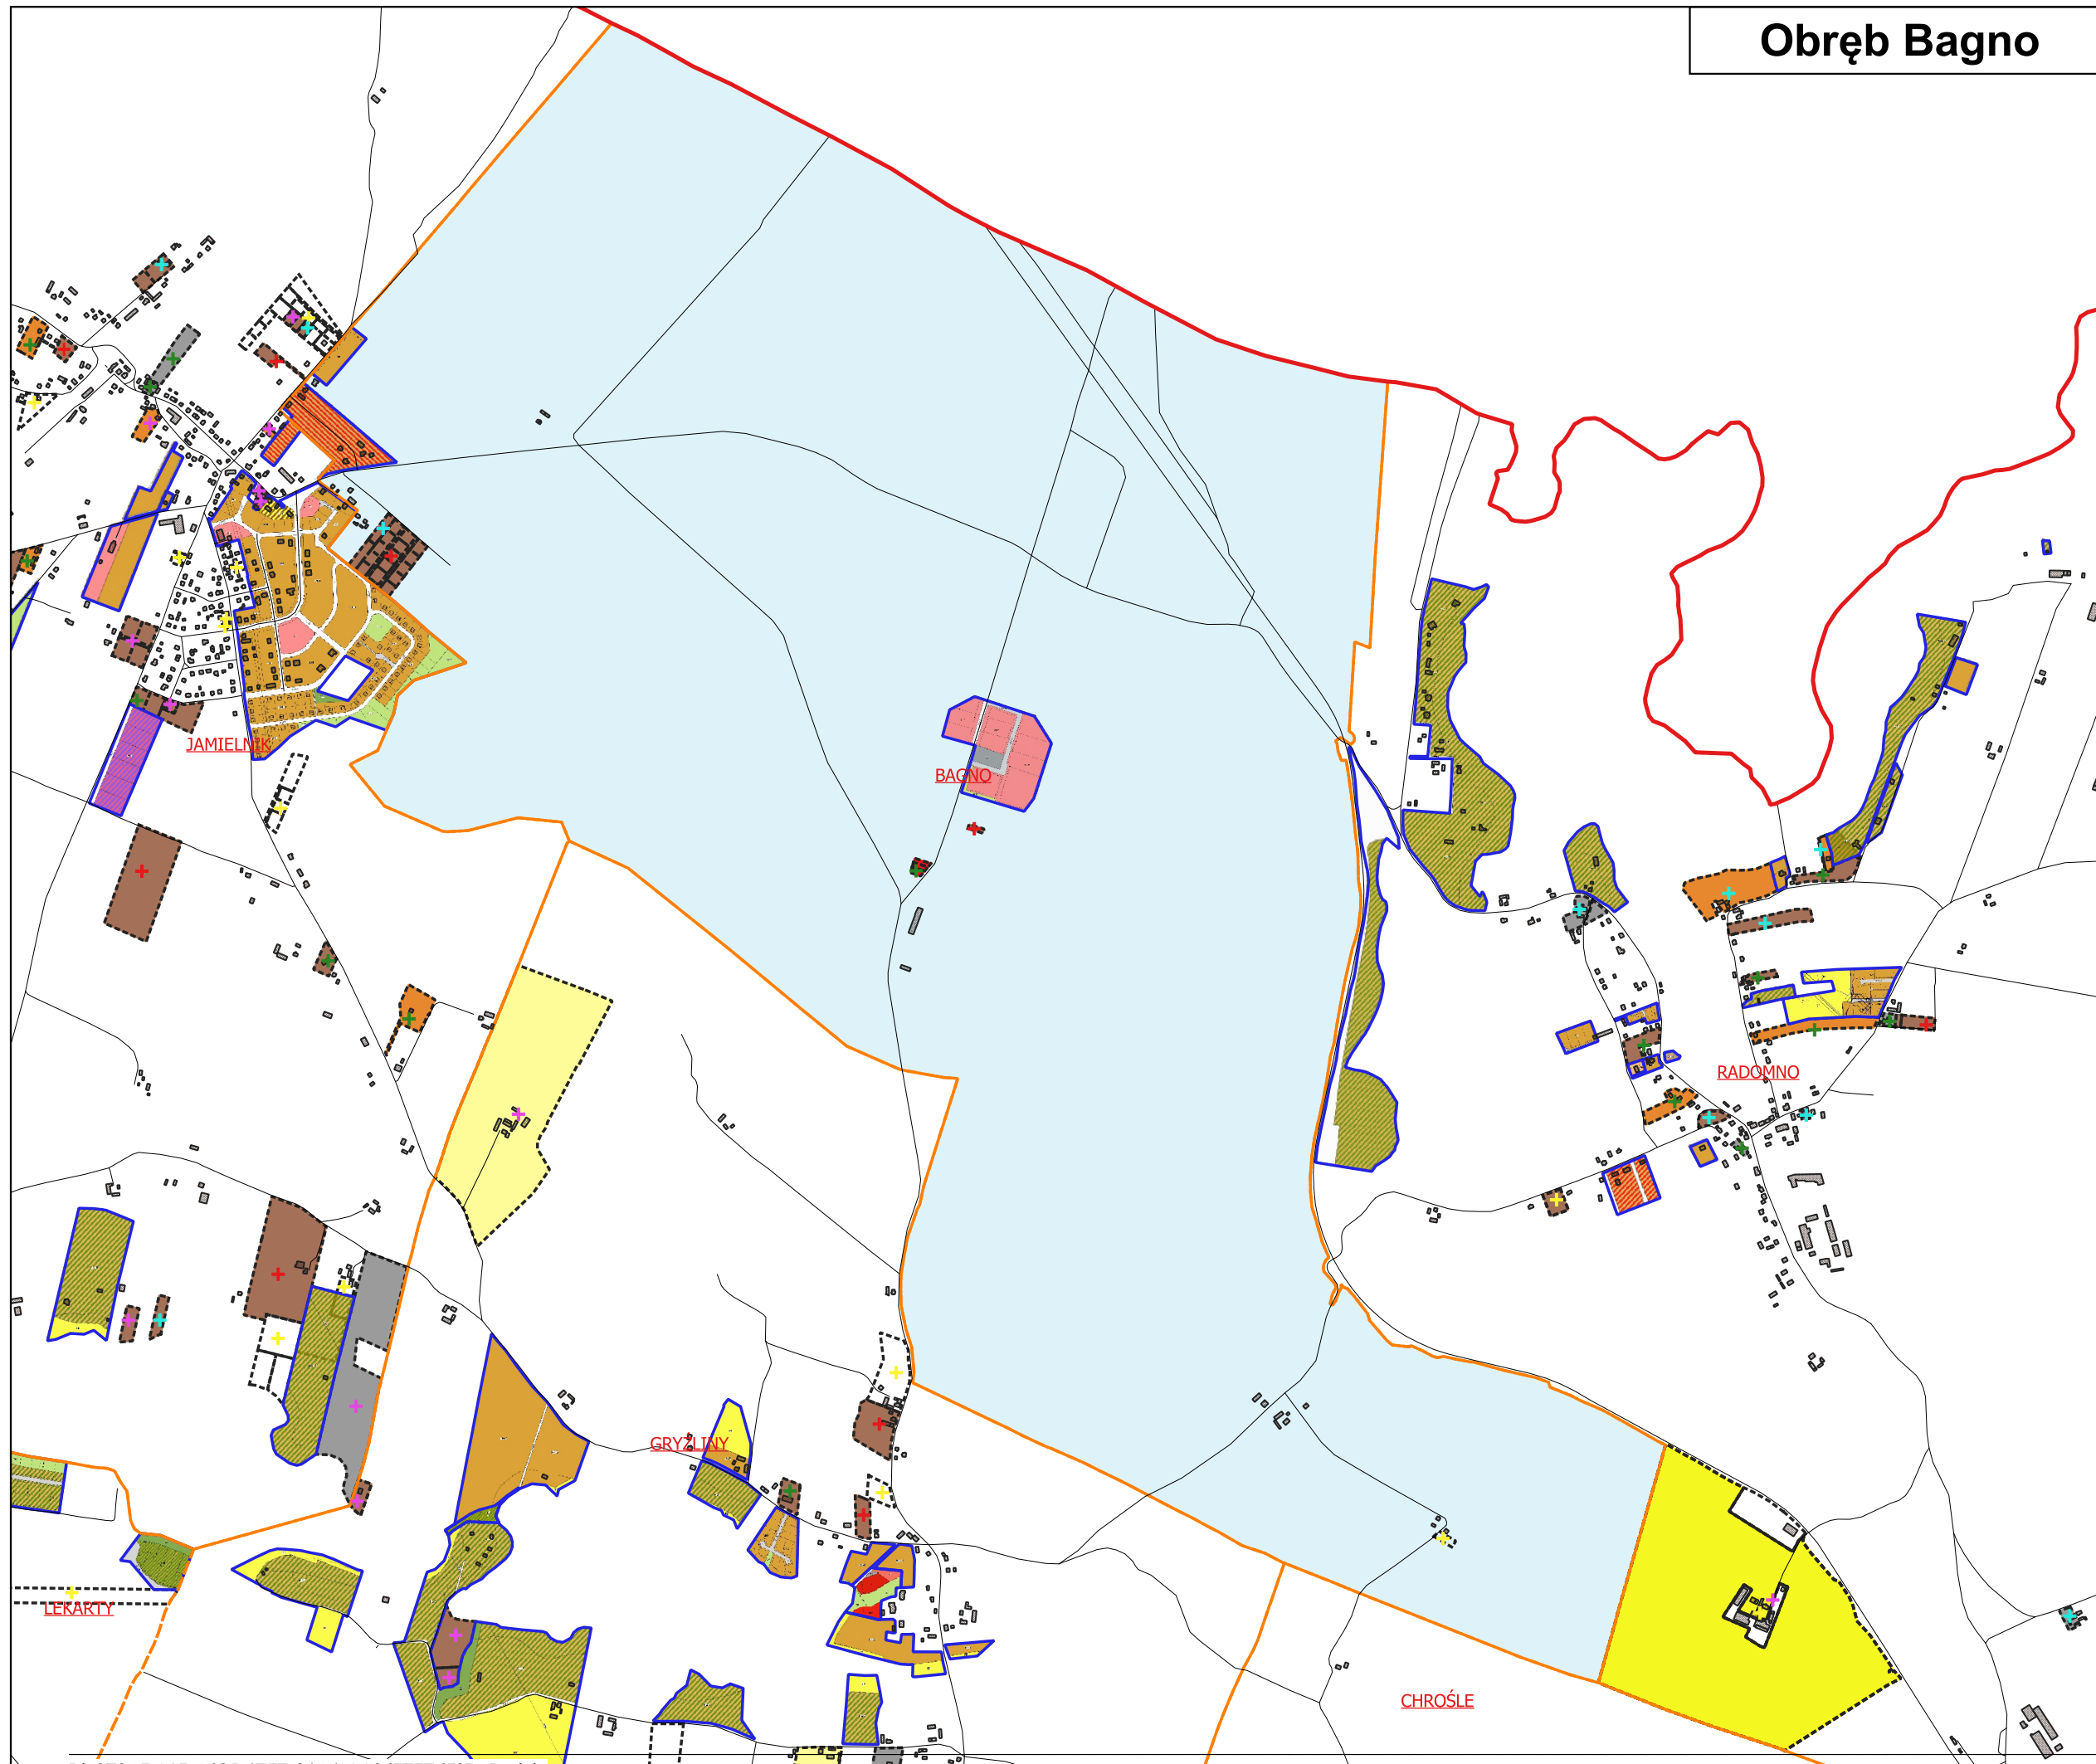 Obręb Bagno
JAMIELNIK
BAGNO
RADOMNO
GRYŹLINY
LEKARTY
CHROŚLE